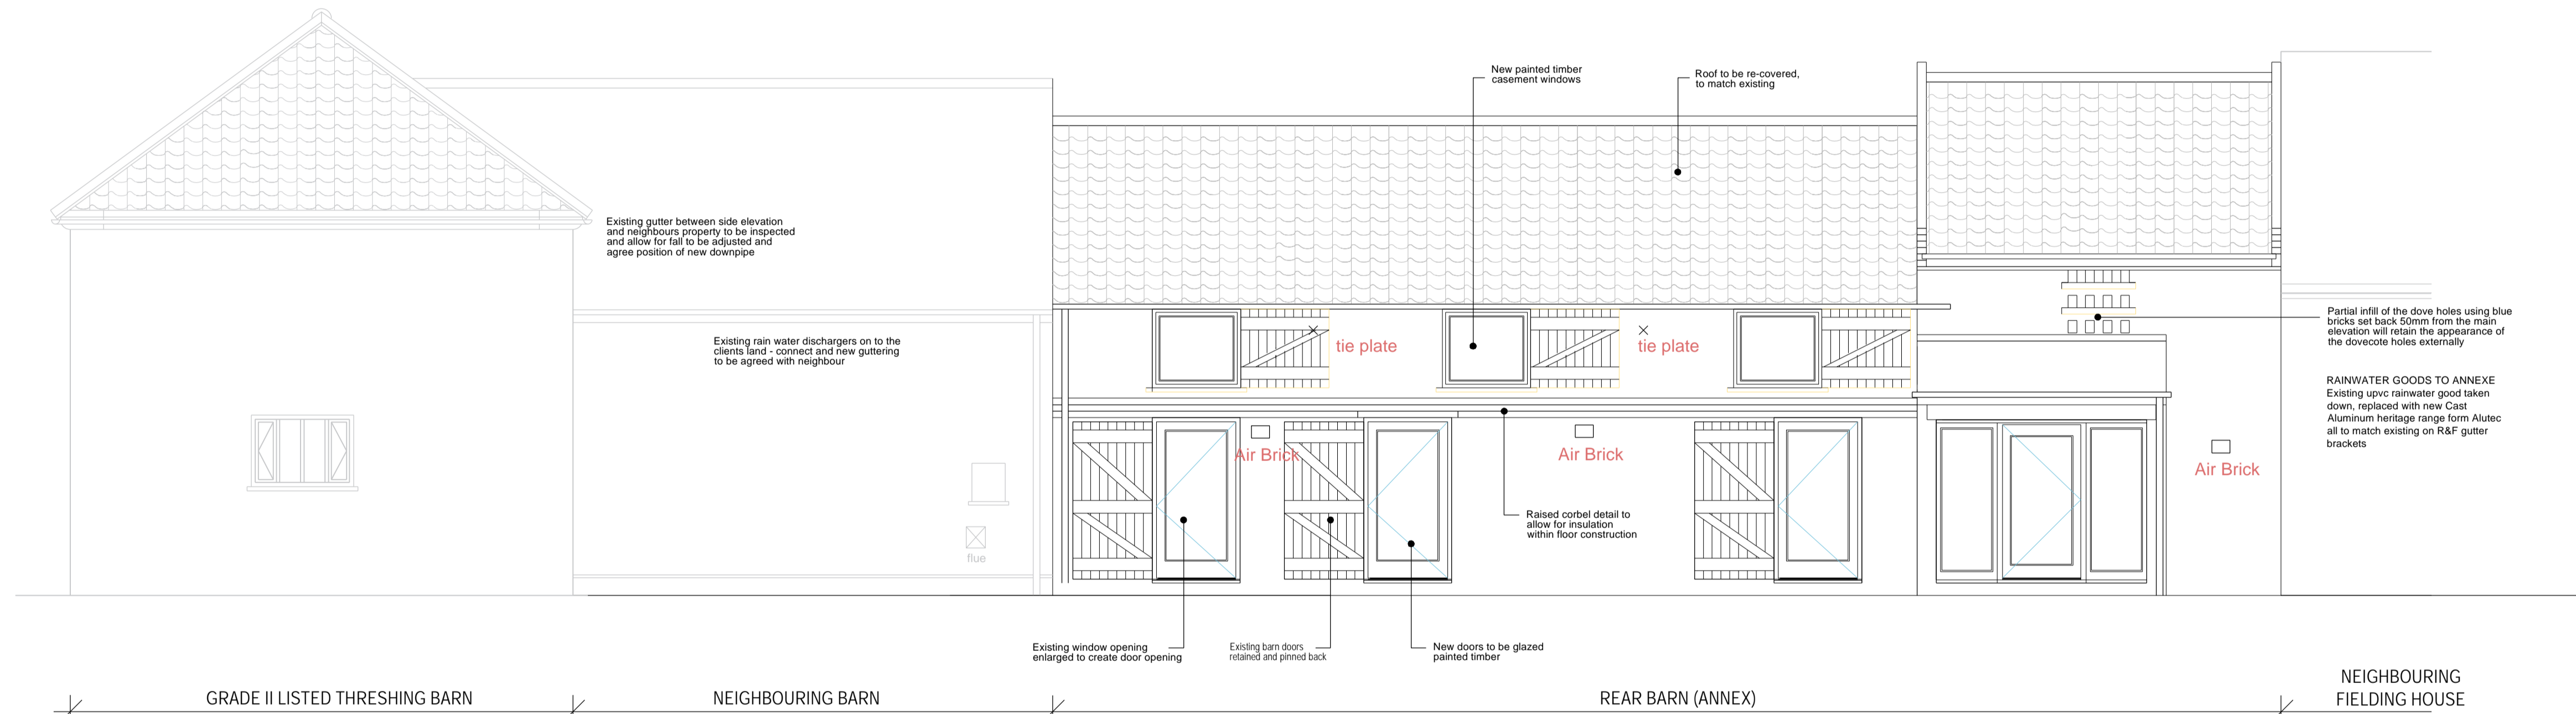 New painted timber
casement windows
Roof to be re-covered,
to match existing
Existing gutter between side elevation
and neighbours property to be inspected
and allow for fall to be adjusted and
agree position of new downpipe
Existing rain water dischargers on to the
clients land - connect and new guttering
to be agreed with neighbour
tie plate
tie plate
Partial infill of the dove holes using blue
bricks set back 50mm from the main
elevation will retain the appearance of
the dovecote holes externally
RAINWATER GOODS TO ANNEXE
Existing upvc rainwater good taken
down, replaced with new Cast
Aluminum heritage range form Alutec
all to match existing on R&F gutter
brackets
Air Brick
Air Brick
Air Brick
Raised corbel detail to
allow for insulation
within floor construction
flue
Existing window opening
enlarged to create door opening
Existing barn doors
retained and pinned back
New doors to be glazed
painted timber
GRADE II LISTED THRESHING BARN
NEIGHBOURING BARN
REAR BARN (ANNEX)
NEIGHBOURING
FIELDING HOUSE